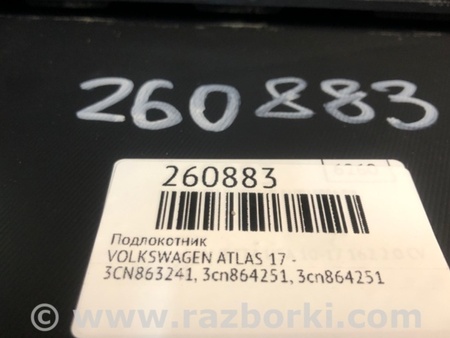 260883
260883
Подлокотник
VOLKSWAGEN ATLAS 17 -
3CN863241, 3cn864251, 3cn864251
© www.razborki.com